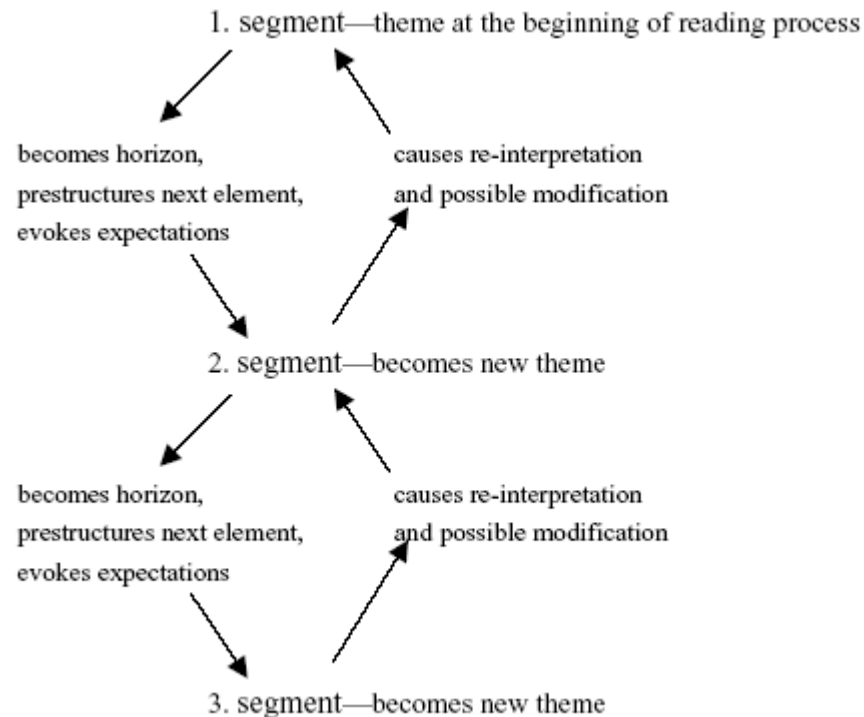 1. segment—theme at the beginning of reading process
becomes horizon,
prestructures next element,
evokes expectations
causes re-interpretation
and possible modification
2. segment—becomes new theme
becomes horizon,
prestructures next element,
evokes expectations
causes re-interpretation
and possible modification
3. segment—becomes new theme